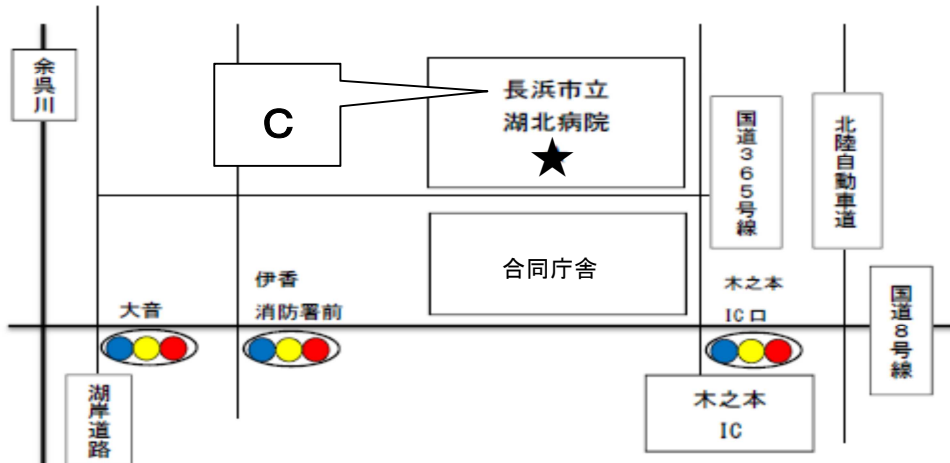 余呉川
C
長浜市立
湖北病院
国道365号線
北陸自動車道
合同庁舎
伊香
消防署前
大音
木之本
IC口
国道8号線
湖岸道路
木之本
IC